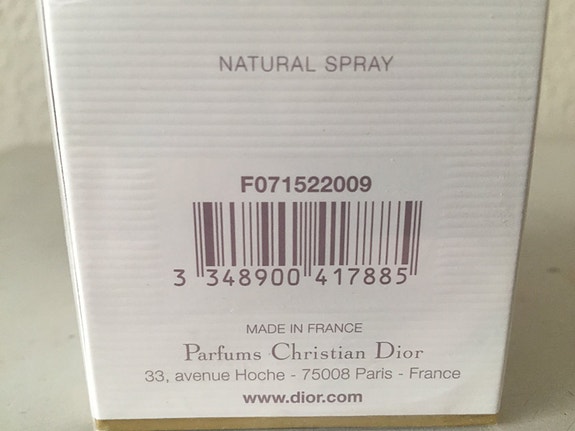 NATURAL SPRAY
F071522009
3 348900 417885
MADE IN FRANCE
Parfums Christian Dior
33, avenue Hoche - 75008 Paris - France
www.dior.com